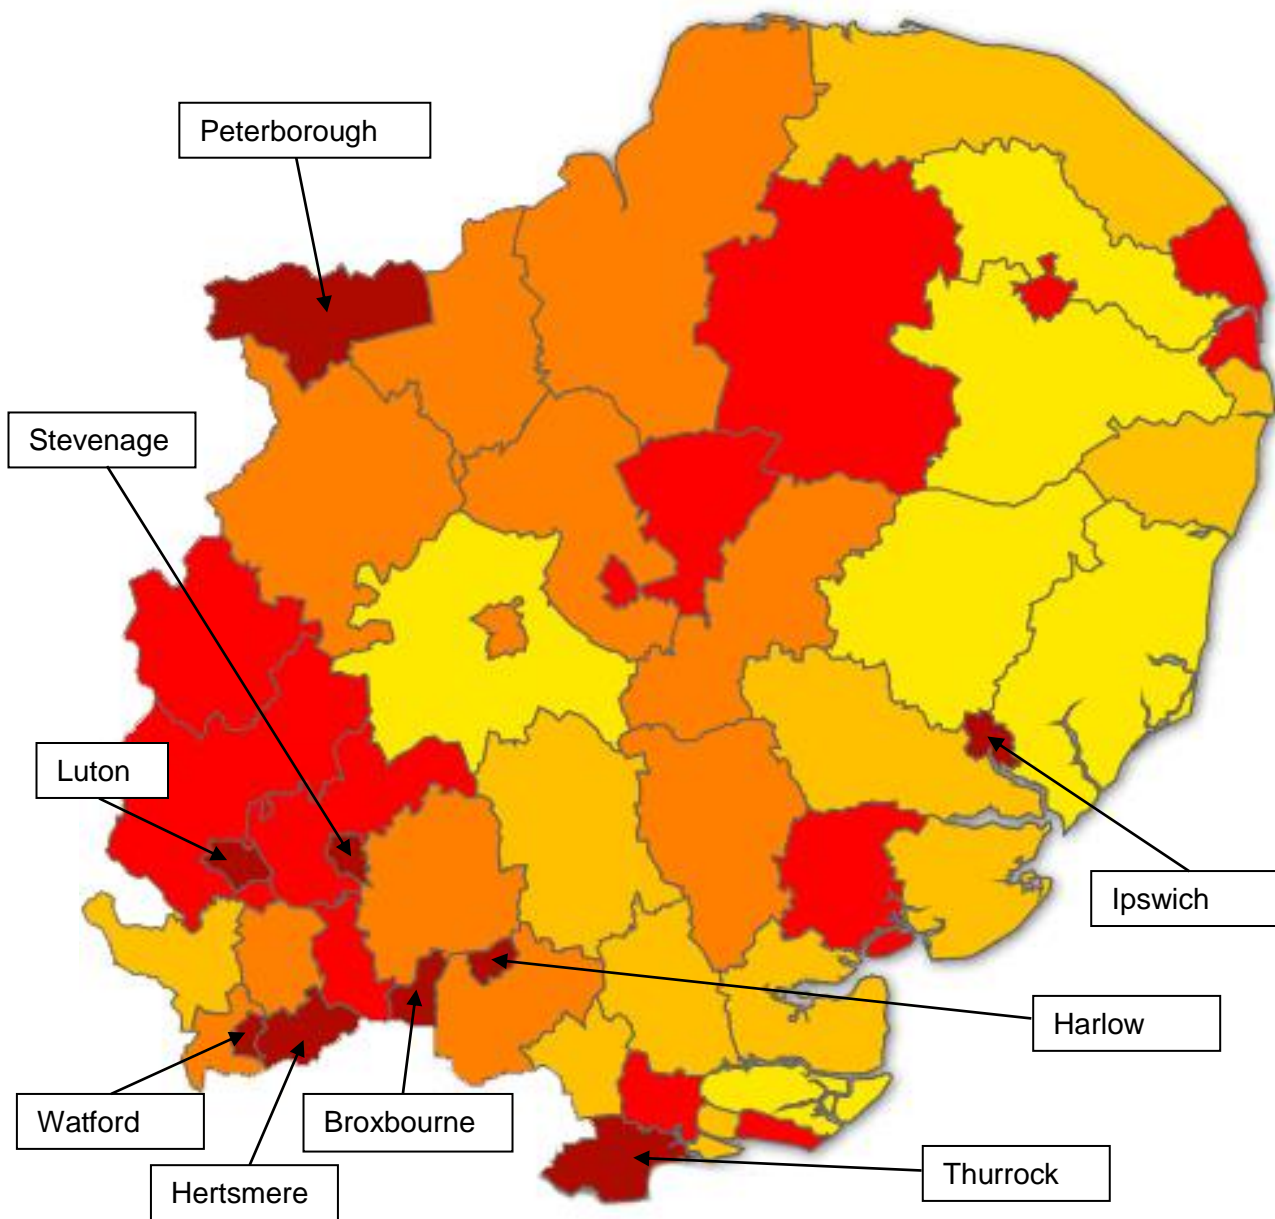 Peterborough
Stevenage
Luton
Ipswich
Harlow
Watford
Broxbourne
Hertsmere
Thurrock